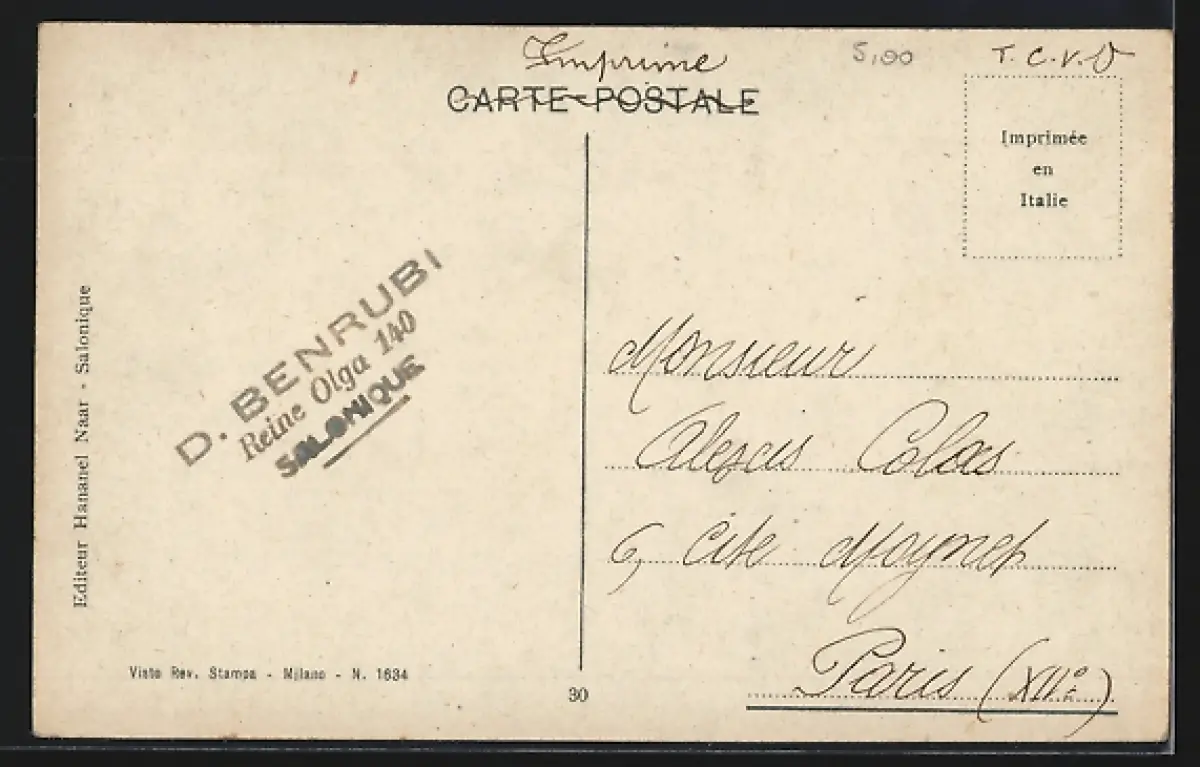 Imprime
5,00
T. C. V. D
CARTE-POSTALE
Imprimée
en
Italie
D. BENRUBI
Reine Olga 140
SALONIQUE
Monsieur
Alexis Colas
6, Cité Moynet
Paris (XIIe)
Editeur Hananel Naar - Salonique
Visto Rev. Stampa - Milano - N. 1634
30